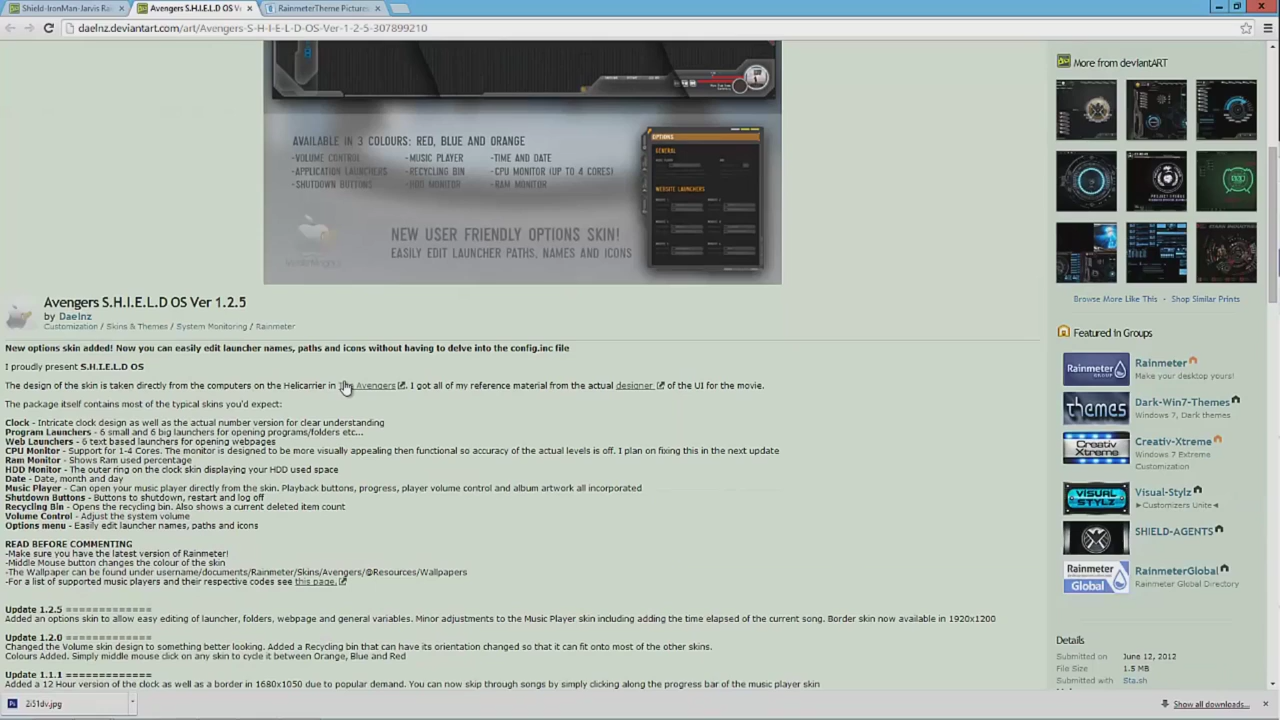 Shield-IronMan-Jarvis Ra
Avengers S.H.I.E.L.D OS Ver
RainmeterTheme Pictures
daelnz.deviantart.com/art/Avengers-S-H-I-E-L-D-OS-Ver-1-2-5-307899210
AVAILABLE IN 3 COLOURS: RED, BLUE AND ORANGE
-VOLUME CONTROL -MUSIC PLAYER -TIME AND DATE
-APPLICATION LAUNCHERS -RECYCLING BIN -CPU MONITOR (UP TO 4 CORES)
-SHUTDOWN BUTTONS -HDD MONITOR -RAM MONITOR
NEW USER FRIENDLY OPTIONS SKIN!
EASILY EDIT LAUNCHER PATHS, NAMES AND ICONS
OPTIONS
GENERAL
WEBSITE LAUNCHERS
Avengers S.H.I.E.L.D OS Ver 1.2.5
by Daelnz
Customization / Skins & Themes / System Monitoring / Rainmeter
New options skin added! Now you can easily edit launcher names, paths and icons without having to delve into the config.inc file
I proudly present S.H.I.E.L.D OS
The design of the skin is taken directly from the computers on the Helicarrier in The Avengers. I got all of my reference material from the actual designer of the UI for the movie.
The package itself contains most of the typical skins you'd expect:
Clock - Intricate clock design as well as the actual number version for clear understanding
Program Launchers - 6 small and 6 big launchers for opening programs/folders etc...
Web Launchers - 6 text based launchers for opening webpages
CPU Monitor - Support for 1-4 Cores. The monitor is designed to be more visually appealing then functional so accuracy of the actual levels is off. I plan on fixing this in the next update
Ram Monitor - Shows Ram used percentage
HDD Monitor - The outer ring on the clock skin displaying your HDD used space
Date - Date, month and day
Music Player - Can open your music player directly from the skin. Playback buttons, progress, player volume control and album artwork all incorporated
Shutdown Buttons - Buttons to shutdown, restart and log off
Recycling Bin - Opens the recycling bin. Also shows a current deleted item count
Volume Control - Adjust the system volume
Options menu - Easily edit launcher names, paths and icons
READ BEFORE COMMENTING
-Make sure you have the latest version of Rainmeter!
-Middle Mouse button changes the colour of the skin
-The Wallpaper can be found under username/documents/Rainmeter/Skins/Avengers/@Resources/Wallpapers
-For a list of supported music players and their respective codes see this page.
Update 1.2.5 =============
Added an options skin to allow easy editing of launcher, folders, webpage and general variables. Minor adjustments to the Music Player skin including adding the time elapsed of the current song. Border skin now available in 1920x1200
Update 1.2.0 =============
Changed the Volume skin design to something better looking. Added a Recycling bin that can have its orientation changed so that it can fit onto most of the other skins.
Colours Added. Simply middle mouse click on any skin to cycle it between Orange, Blue and Red
Update 1.1.1 =============
Added a 12 Hour version of the clock as well as a border in 1680x1050 due to popular demand. You can now skip through songs by simply clicking along the progress bar of the music player skin
More from deviantART
Browse More Like This · Shop Similar Prints
Featured In Groups
Rainmeter
Make your desktop yours!
Dark-Win7-Themes
Windows 7, Dark themes
Creativ-Xtreme
Windows 7 Extreme
Customization
Visual-Stylz
►Customizers Unite◄
SHIELD-AGENTS
RainmeterGlobal
Rainmeter Global Directory
Details
Submitted on June 12, 2012
File Size 1.5 MB
Submitted with Sta.sh
2i51dv.jpg
Show all downloads...